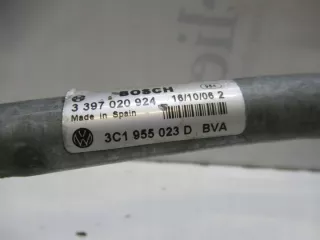 BOSCH
3 397 020 924 16/10/06 2
Made in Spain
3C1 955 023 D BVA